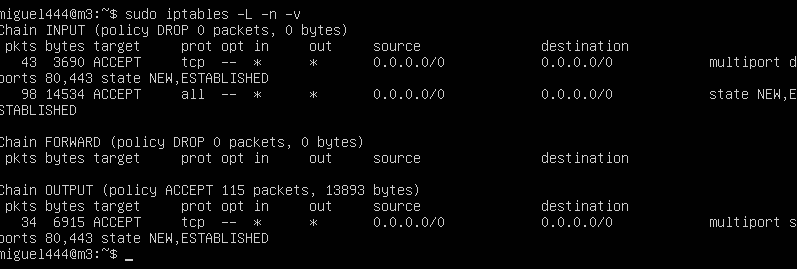 miguel444@m3:~$ sudo iptables -L -n -v
Chain INPUT (policy DROP 0 packets, 0 bytes)
pkts bytes target     prot opt in     out     source               destination
43  3690 ACCEPT     tcp  --  *      *       0.0.0.0/0            0.0.0.0/0            multiport d
ports 80,443 state NEW,ESTABLISHED
98 14534 ACCEPT     all  --  *      *       0.0.0.0/0            0.0.0.0/0            state NEW,E
STABLISHED
Chain FORWARD (policy DROP 0 packets, 0 bytes)
pkts bytes target     prot opt in     out     source               destination
Chain OUTPUT (policy ACCEPT 115 packets, 13893 bytes)
pkts bytes target     prot opt in     out     source               destination
34  6915 ACCEPT     tcp  --  *      *       0.0.0.0/0            0.0.0.0/0            multiport s
ports 80,443 state NEW,ESTABLISHED
miguel444@m3:~$ _